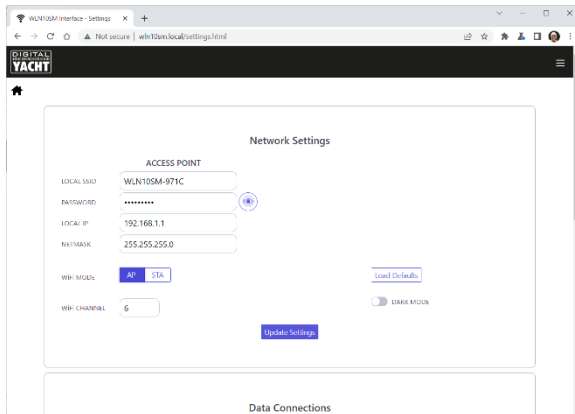 WLN10SM Interface - Settings
Not secure | wln10sm.local/settings.html
DIGITAL
YACHT
Network Settings
ACCESS POINT
LOCAL SSID WLN10SM-971C
PASSWORD •••••••••
LOCAL IP 192.168.1.1
NETMASK 255.255.255.0
WiFi MODE AP STA Load Defaults
DARK MODE
WiFi CHANNEL 6
Update Settings
Data Connections